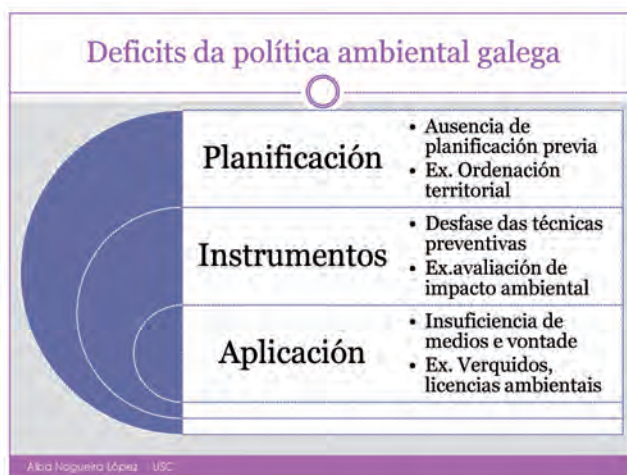 Deficits da política ambiental galega
Planificación
• Ausencia de
planificación previa
• Ex. Ordenación
territorial
Instrumentos
• Desfase das técnicas
preventivas
• Ex.avaliación de
impacto ambiental
Aplicación
• Insuficiencia de
medios e vontade
• Ex. Verquidos,
licencias ambientais
Alba Nogueira López USC